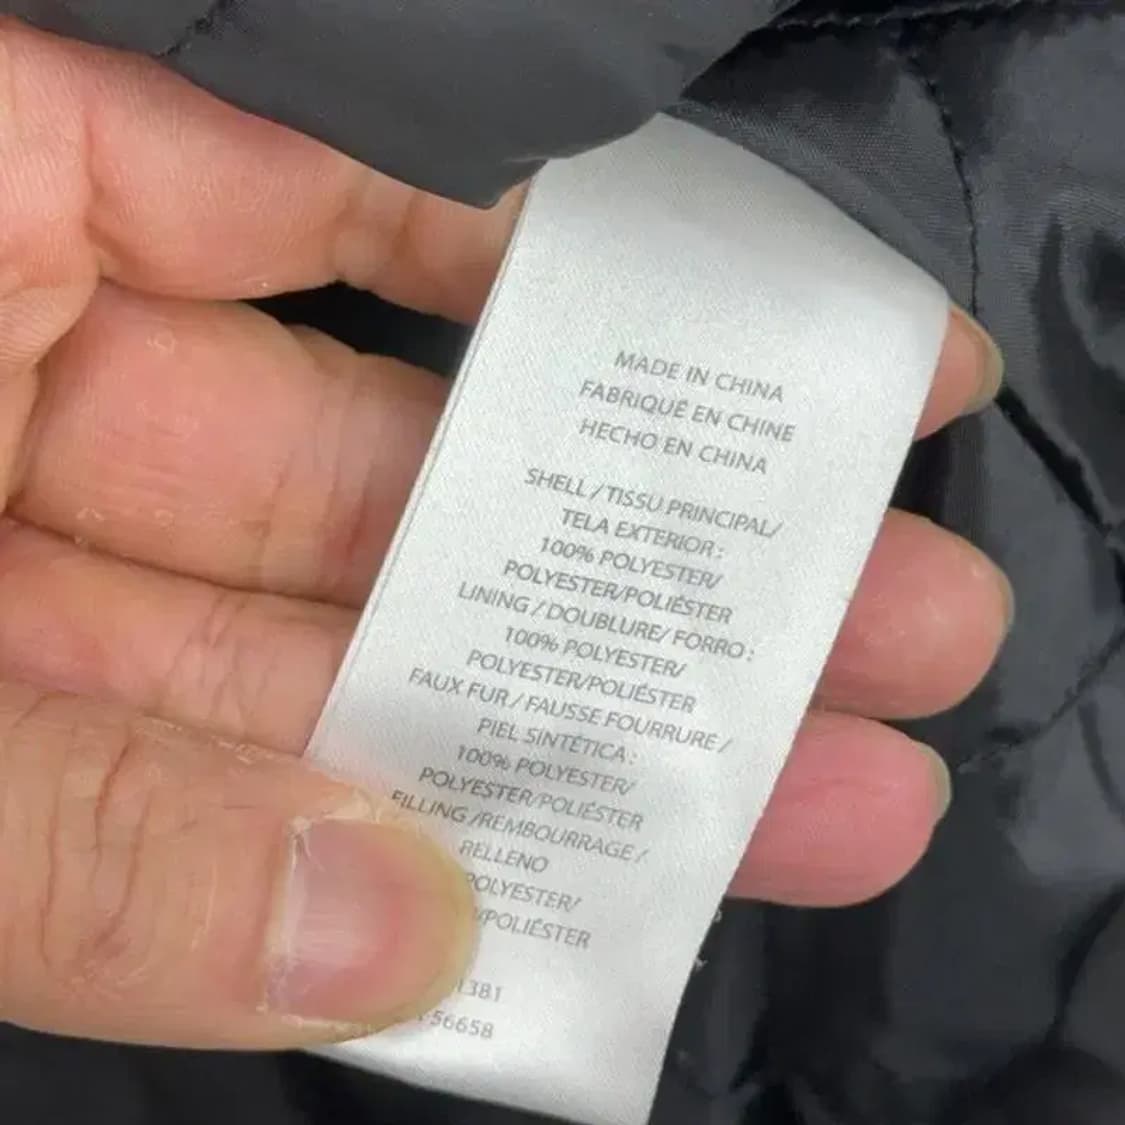 MADE IN CHINA
FABRIQUÉ EN CHINE
HECHO EN CHINA
SHELL / TISSU PRINCIPAL/
TELA EXTERIOR :
100% POLYESTER/
POLYESTER/POLIÉSTER
LINING / DOUBLURE/ FORRO :
100% POLYESTER/
POLYESTER/POLIÉSTER
FAUX FUR / FAUSSE FOURRURE /
PIEL SINTÉTICA :
100% POLYESTER/
POLYESTER/POLIÉSTER
FILLING /REMBOURRAGE /
RELLENO
POLYESTER/
/POLIÉSTER
1381
56658